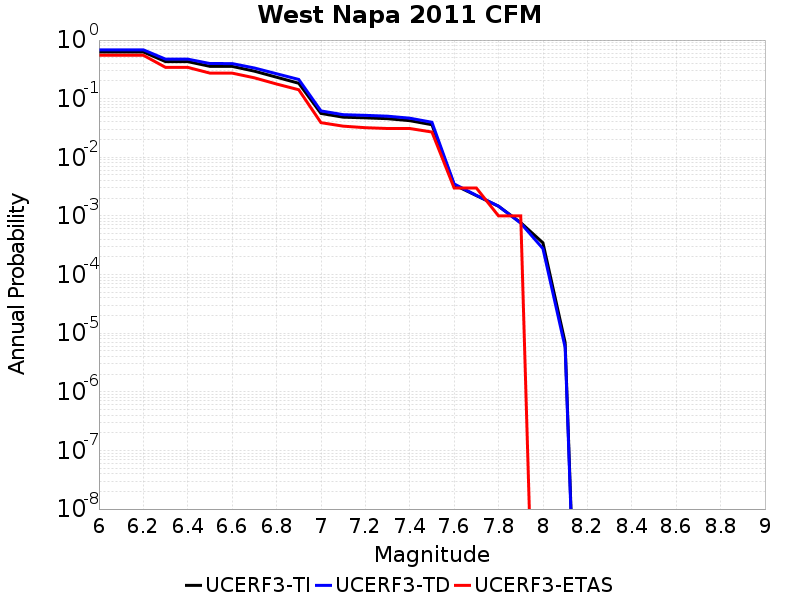 West Napa 2011 CFM
10^0
10^-1
10^-2
10^-3
10^-4
10^-5
10^-6
10^-7
10^-8
Annual Probability
6 6.2 6.4 6.6 6.8 7 7.2 7.4 7.6 7.8 8 8.2 8.4 8.6 8.8 9
Magnitude
UCERF3-TI UCERF3-TD UCERF3-ETAS